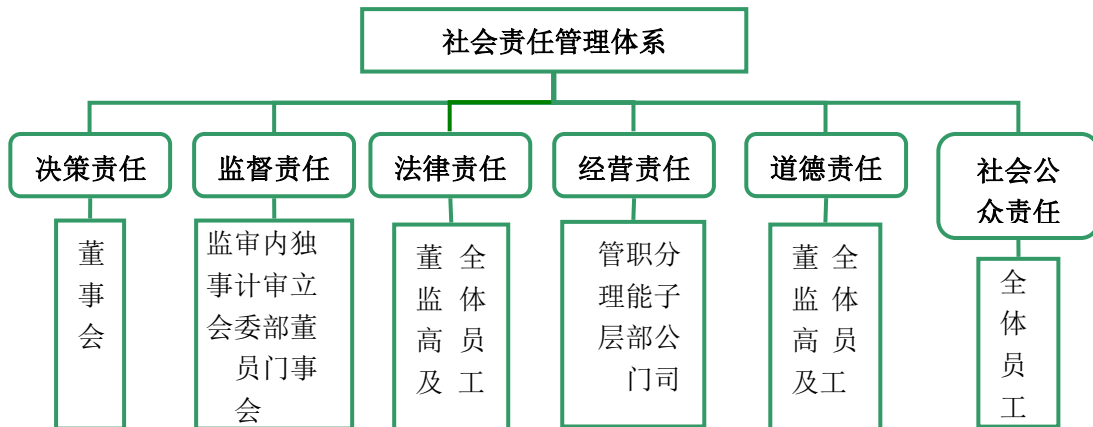 社会责任管理体系
决策责任
监督责任
法律责任
经营责任
道德责任
社会公
众责任
董事会
监事会
审计委员会
内审部门
独立董事
董监高及
全体员工
管理层
职能部门
分子公司
董监高及
全体员工
全体员工